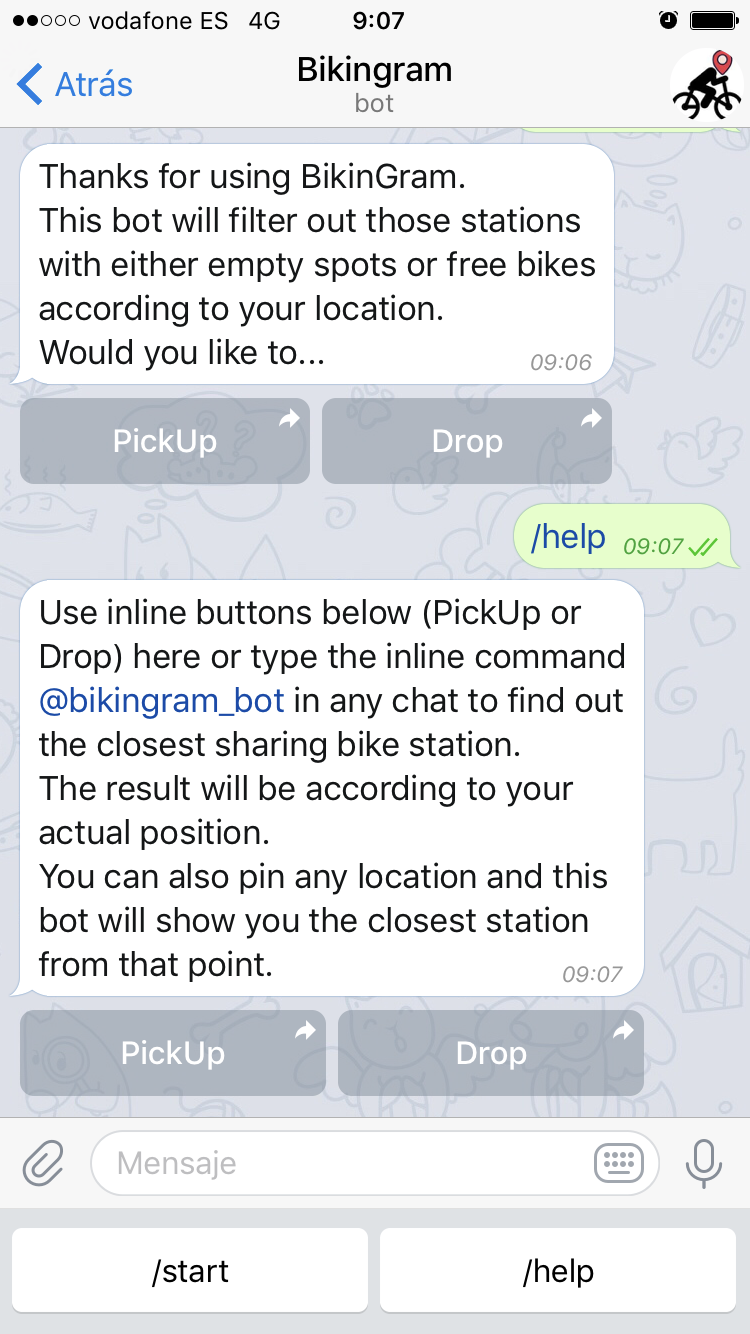 vodafone ES 4G 9:07
Atrás
Bikingram
bot
Thanks for using BikinGram.
This bot will filter out those stations
with either empty spots or free bikes
according to your location.
Would you like to...
09:06
PickUp Drop
/help 09:07
Use inline buttons below (PickUp or
Drop) here or type the inline command
@bikingram_bot in any chat to find out
the closest sharing bike station.
The result will be according to your
actual position.
You can also pin any location and this
bot will show you the closest station
from that point.
09:07
PickUp Drop
Mensaje
/start /help